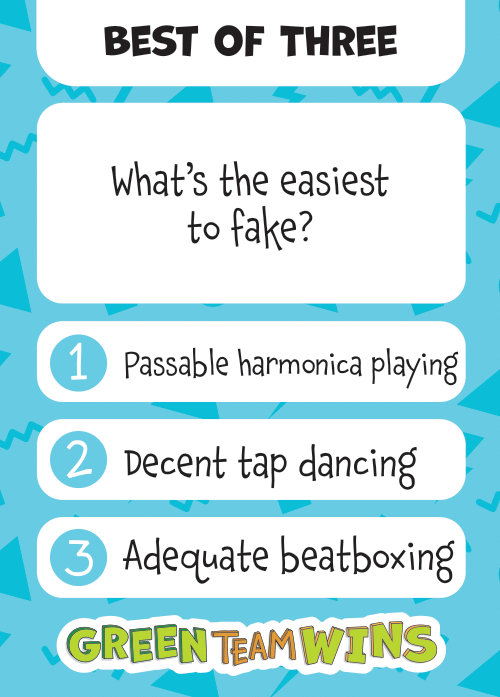 BEST OF THREE
What's the easiest
to fake?
1 Passable harmonica playing
2 Decent tap dancing
3 Adequate beatboxing
GREEN TEAM WINS